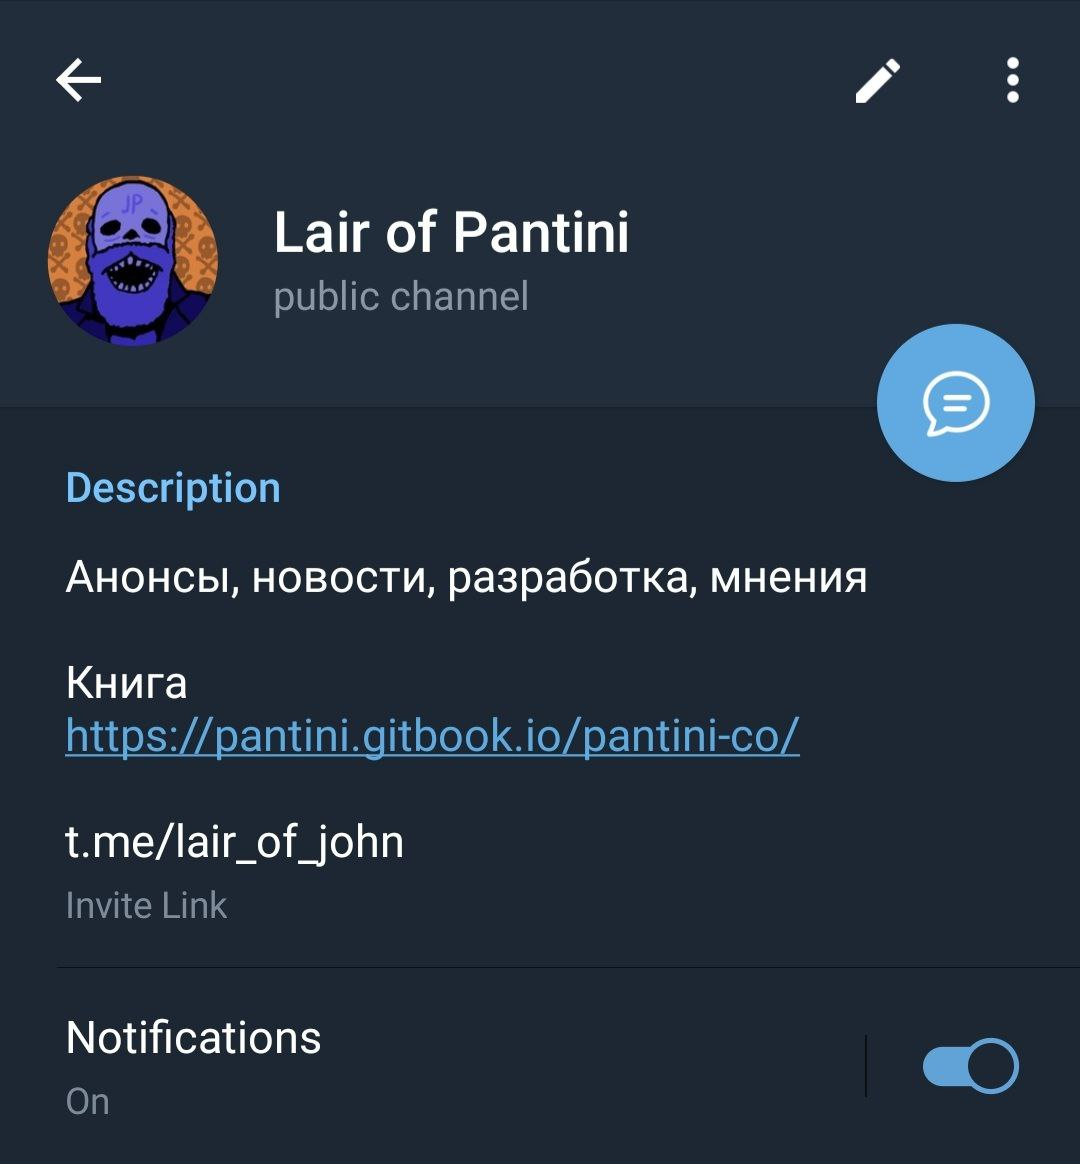 JP
Lair of Pantini
public channel
Description
Анонсы, новости, разработка, мнения
Книга
https://pantini.gitbook.io/pantini-co/
t.me/lair_of_john
Invite Link
Notifications
On